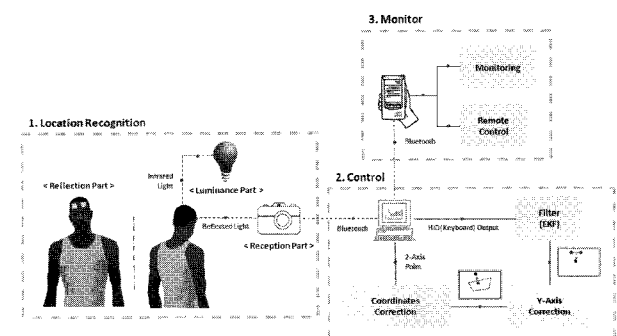 3. Monitor
Monitoring
Remote
Control
Bluetooth
1. Location Recognition
< Reflection Part >
Infrared
Light
< Luminance Part >
Reflected Light
< Reception Part >
2. Control
Bluetooth
HID(Keyboard) Output
Filter
(EKF)
2-Axis
Point
Coordinates
Correction
Y-Axis
Correction